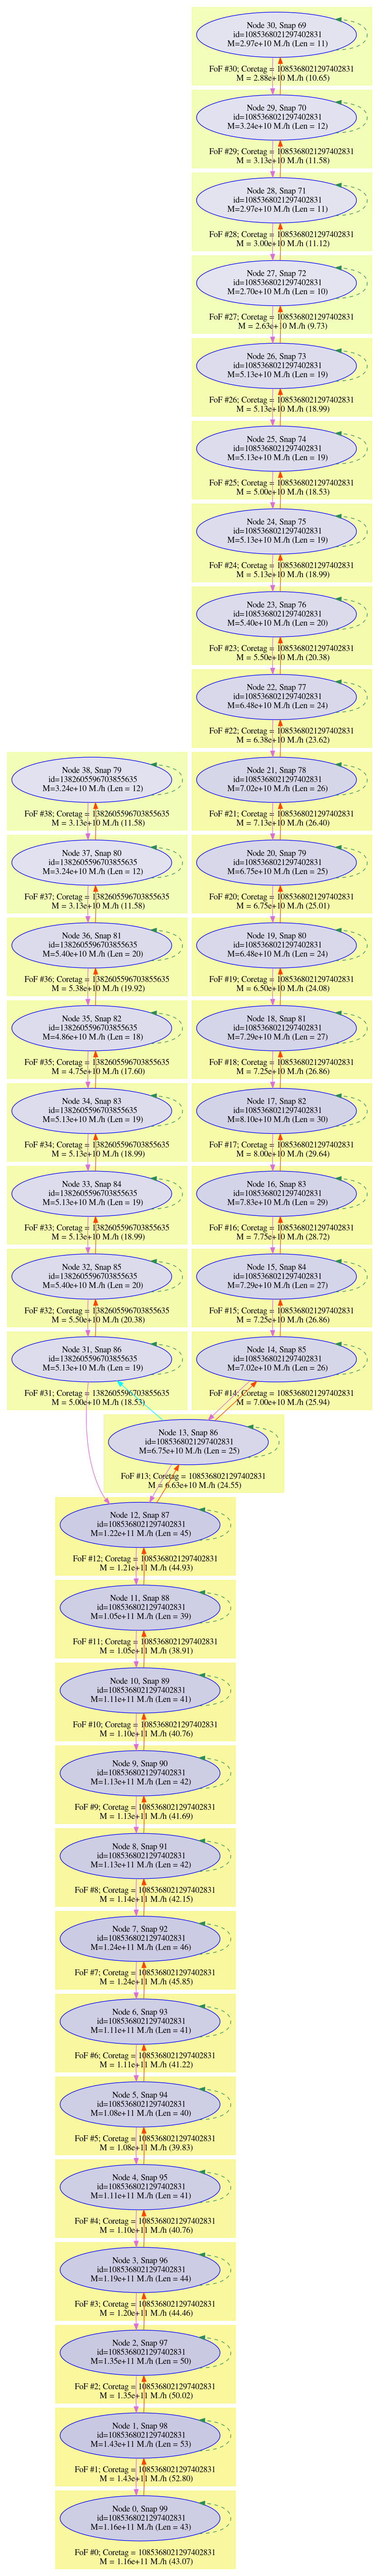 Node 30, Snap 69
id=1085368021297402831
M=2.97e+10 M./h (Len = 11)
FoF #30; Coretag = 1085368021297402831
M = 2.88e+10 M./h (10.65)
Node 29, Snap 70
id=1085368021297402831
M=3.24e+10 M./h (Len = 12)
FoF #29; Coretag = 1085368021297402831
M = 3.13e+10 M./h (11.58)
Node 28, Snap 71
id=1085368021297402831
M=2.97e+10 M./h (Len = 11)
FoF #28; Coretag = 1085368021297402831
M = 3.00e+10 M./h (11.12)
Node 27, Snap 72
id=1085368021297402831
M=2.70e+10 M./h (Len = 10)
FoF #27; Coretag = 1085368021297402831
M = 2.63e+10 M./h (9.73)
Node 26, Snap 73
id=1085368021297402831
M=5.13e+10 M./h (Len = 19)
FoF #26; Coretag = 1085368021297402831
M = 5.13e+10 M./h (18.99)
Node 25, Snap 74
id=1085368021297402831
M=5.13e+10 M./h (Len = 19)
FoF #25; Coretag = 1085368021297402831
M = 5.00e+10 M./h (18.53)
Node 24, Snap 75
id=1085368021297402831
M=5.13e+10 M./h (Len = 19)
FoF #24; Coretag = 1085368021297402831
M = 5.13e+10 M./h (18.99)
Node 23, Snap 76
id=1085368021297402831
M=5.40e+10 M./h (Len = 20)
FoF #23; Coretag = 1085368021297402831
M = 5.50e+10 M./h (20.38)
Node 22, Snap 77
id=1085368021297402831
M=6.48e+10 M./h (Len = 24)
FoF #22; Coretag = 1085368021297402831
M = 6.38e+10 M./h (23.62)
Node 38, Snap 79
id=1382605596703855635
M=3.24e+10 M./h (Len = 12)
FoF #38; Coretag = 1382605596703855635
M = 3.13e+10 M./h (11.58)
Node 21, Snap 78
id=1085368021297402831
M=7.02e+10 M./h (Len = 26)
FoF #21; Coretag = 1085368021297402831
M = 7.13e+10 M./h (26.40)
Node 37, Snap 80
id=1382605596703855635
M=3.24e+10 M./h (Len = 12)
FoF #37; Coretag = 1382605596703855635
M = 3.13e+10 M./h (11.58)
Node 20, Snap 79
id=1085368021297402831
M=6.75e+10 M./h (Len = 25)
FoF #20; Coretag = 1085368021297402831
M = 6.75e+10 M./h (25.01)
Node 36, Snap 81
id=1382605596703855635
M=5.40e+10 M./h (Len = 20)
FoF #36; Coretag = 1382605596703855635
M = 5.38e+10 M./h (19.92)
Node 19, Snap 80
id=1085368021297402831
M=6.48e+10 M./h (Len = 24)
FoF #19; Coretag = 1085368021297402831
M = 6.50e+10 M./h (24.08)
Node 35, Snap 82
id=1382605596703855635
M=4.86e+10 M./h (Len = 18)
FoF #35; Coretag = 1382605596703855635
M = 4.75e+10 M./h (17.60)
Node 18, Snap 81
id=1085368021297402831
M=7.29e+10 M./h (Len = 27)
FoF #18; Coretag = 1085368021297402831
M = 7.25e+10 M./h (26.86)
Node 34, Snap 83
id=1382605596703855635
M=5.13e+10 M./h (Len = 19)
FoF #34; Coretag = 1382605596703855635
M = 5.13e+10 M./h (18.99)
Node 17, Snap 82
id=1085368021297402831
M=8.10e+10 M./h (Len = 30)
FoF #17; Coretag = 1085368021297402831
M = 8.00e+10 M./h (29.64)
Node 33, Snap 84
id=1382605596703855635
M=5.13e+10 M./h (Len = 19)
FoF #33; Coretag = 1382605596703855635
M = 5.13e+10 M./h (18.99)
Node 16, Snap 83
id=1085368021297402831
M=7.83e+10 M./h (Len = 29)
FoF #16; Coretag = 1085368021297402831
M = 7.75e+10 M./h (28.72)
Node 32, Snap 85
id=1382605596703855635
M=5.40e+10 M./h (Len = 20)
FoF #32; Coretag = 1382605596703855635
M = 5.50e+10 M./h (20.38)
Node 15, Snap 84
id=1085368021297402831
M=7.29e+10 M./h (Len = 27)
FoF #15; Coretag = 1085368021297402831
M = 7.25e+10 M./h (26.86)
Node 31, Snap 86
id=1382605596703855635
M=5.13e+10 M./h (Len = 19)
FoF #31; Coretag = 1382605596703855635
M = 5.00e+10 M./h (18.53)
Node 14, Snap 85
id=1085368021297402831
M=7.02e+10 M./h (Len = 26)
FoF #14; Coretag = 1085368021297402831
M = 7.00e+10 M./h (25.94)
Node 13, Snap 86
id=1085368021297402831
M=6.75e+10 M./h (Len = 25)
FoF #13; Coretag = 1085368021297402831
M = 6.63e+10 M./h (24.55)
Node 12, Snap 87
id=1085368021297402831
M=1.22e+11 M./h (Len = 45)
FoF #12; Coretag = 1085368021297402831
M = 1.21e+11 M./h (44.93)
Node 11, Snap 88
id=1085368021297402831
M=1.05e+11 M./h (Len = 39)
FoF #11; Coretag = 1085368021297402831
M = 1.05e+11 M./h (38.91)
Node 10, Snap 89
id=1085368021297402831
M=1.11e+11 M./h (Len = 41)
FoF #10; Coretag = 1085368021297402831
M = 1.10e+11 M./h (40.76)
Node 9, Snap 90
id=1085368021297402831
M=1.13e+11 M./h (Len = 42)
FoF #9; Coretag = 1085368021297402831
M = 1.13e+11 M./h (41.69)
Node 8, Snap 91
id=1085368021297402831
M=1.13e+11 M./h (Len = 42)
FoF #8; Coretag = 1085368021297402831
M = 1.14e+11 M./h (42.15)
Node 7, Snap 92
id=1085368021297402831
M=1.24e+11 M./h (Len = 46)
FoF #7; Coretag = 1085368021297402831
M = 1.24e+11 M./h (45.85)
Node 6, Snap 93
id=1085368021297402831
M=1.11e+11 M./h (Len = 41)
FoF #6; Coretag = 1085368021297402831
M = 1.11e+11 M./h (41.22)
Node 5, Snap 94
id=1085368021297402831
M=1.08e+11 M./h (Len = 40)
FoF #5; Coretag = 1085368021297402831
M = 1.08e+11 M./h (39.83)
Node 4, Snap 95
id=1085368021297402831
M=1.11e+11 M./h (Len = 41)
FoF #4; Coretag = 1085368021297402831
M = 1.10e+11 M./h (40.76)
Node 3, Snap 96
id=1085368021297402831
M=1.19e+11 M./h (Len = 44)
FoF #3; Coretag = 1085368021297402831
M = 1.20e+11 M./h (44.46)
Node 2, Snap 97
id=1085368021297402831
M=1.35e+11 M./h (Len = 50)
FoF #2; Coretag = 1085368021297402831
M = 1.35e+11 M./h (50.02)
Node 1, Snap 98
id=1085368021297402831
M=1.43e+11 M./h (Len = 53)
FoF #1; Coretag = 1085368021297402831
M = 1.43e+11 M./h (52.80)
Node 0, Snap 99
id=1085368021297402831
M=1.16e+11 M./h (Len = 43)
FoF #0; Coretag = 1085368021297402831
M = 1.16e+11 M./h (43.07)